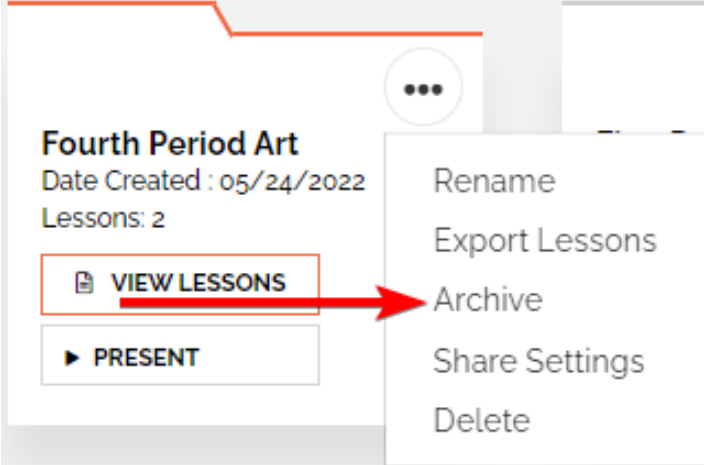 Fourth Period Art
Date Created : 05/24/2022
Lessons: 2
VIEW LESSONS
PRESENT
Rename
Export Lessons
Archive
Share Settings
Delete